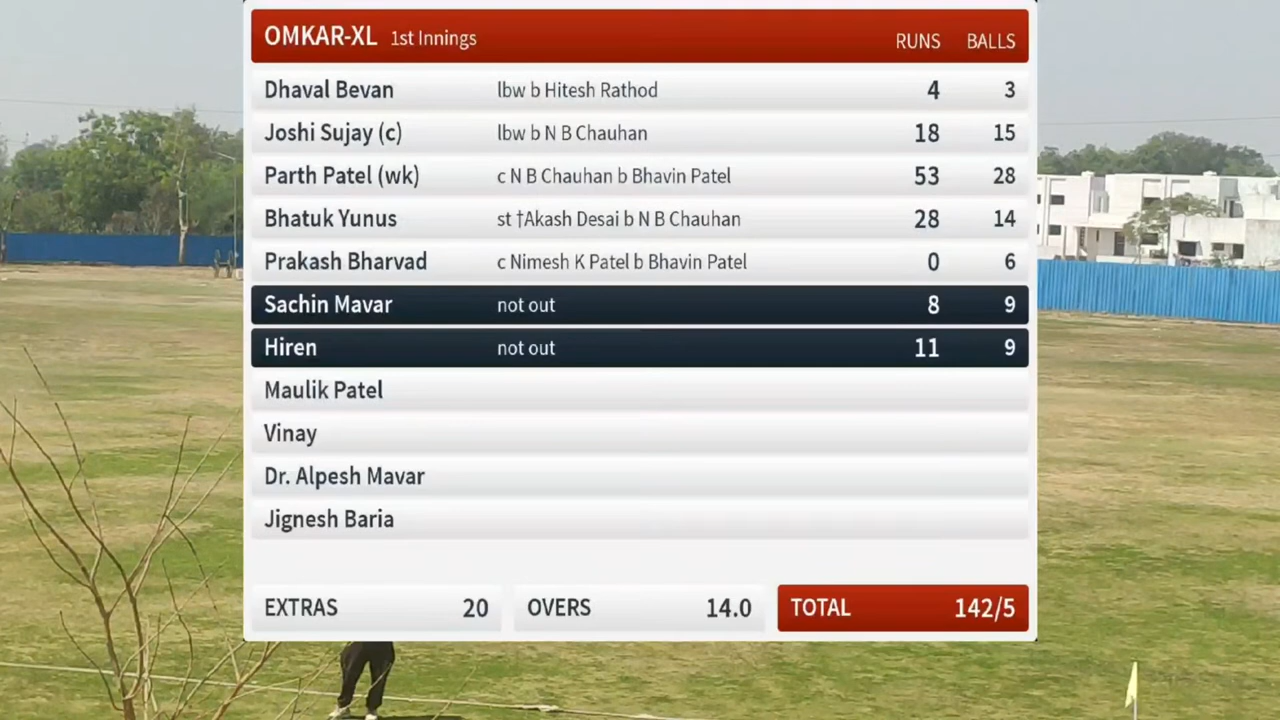 OMKAR-XL 1st Innings RUNS BALLS
Dhaval Bevan lbw b Hitesh Rathod 4 3
Joshi Sujay (c) lbw b N B Chauhan 18 15
Parth Patel (wk) c N B Chauhan b Bhavin Patel 53 28
Bhatuk Yunus st †Akash Desai b N B Chauhan 28 14
Prakash Bharvad c Nimesh K Patel b Bhavin Patel 0 6
Sachin Mavar not out 8 9
Hiren not out 11 9
Maulik Patel
Vinay
Dr. Alpesh Mavar
Jignesh Baria
EXTRAS 20 OVERS 14.0 TOTAL 142/5